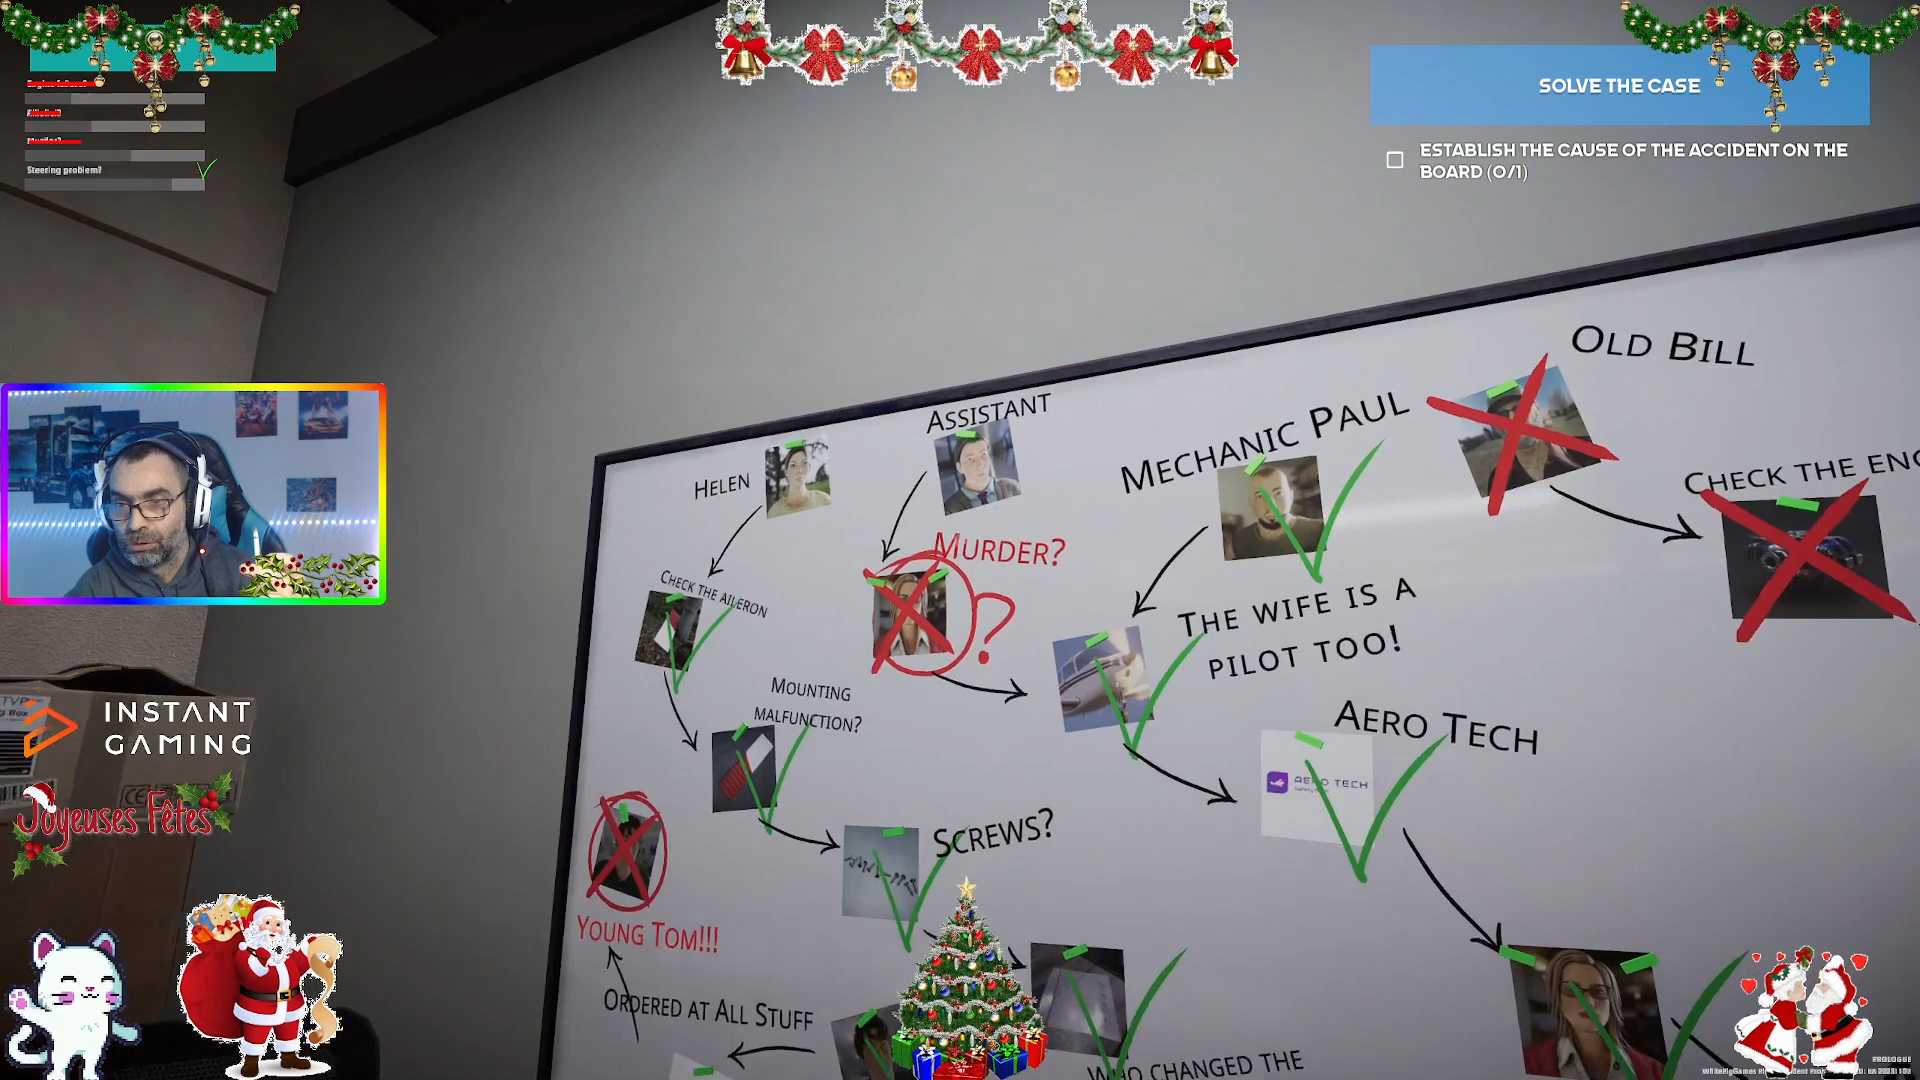 SOLVE THE CASE
ESTABLISH THE CAUSE OF THE ACCIDENT ON THE
BOARD (0/1)
Steering problem?
OLD BILL
ASSISTANT
MECHANIC PAUL
HELEN
CHECK THE ENG
MURDER?
CHECK THE AILERON
THE WIFE IS A
PILOT TOO!
MOUNTING
MALFUNCTION?
INSTANT
GAMING
AERO TECH
AERO TECH
Joyeuses Fêtes
SCREWS?
YOUNG TOM!!!
ORDERED AT ALL STUFF
WHO CHANGED THE
PROLOGUE